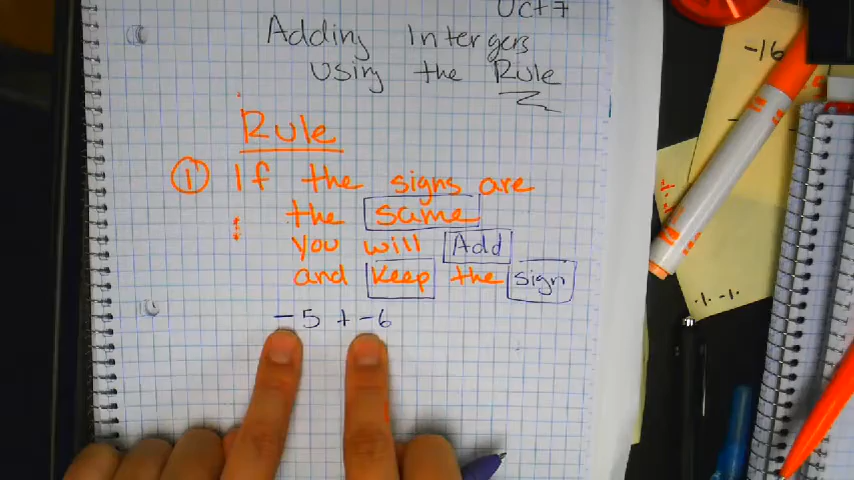 Oct 7
Adding Intergers
Using the Rule
Rule
① If the signs are
the same
you will Add
and keep the sign
-5 + -6
-16